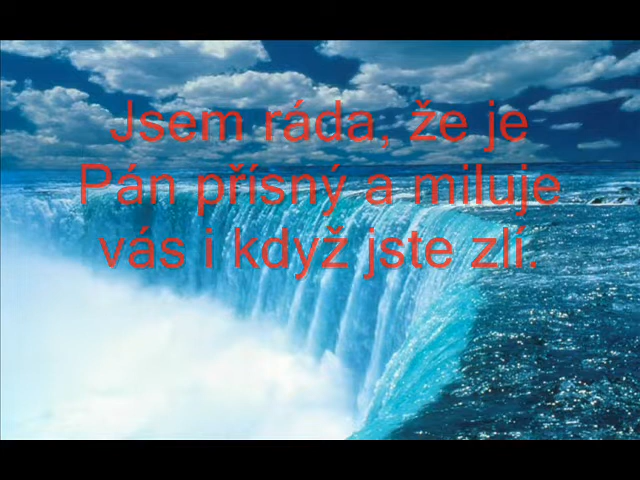 Jsem ráda, že je
Pán přísný a miluje
vás i když jste zlí.